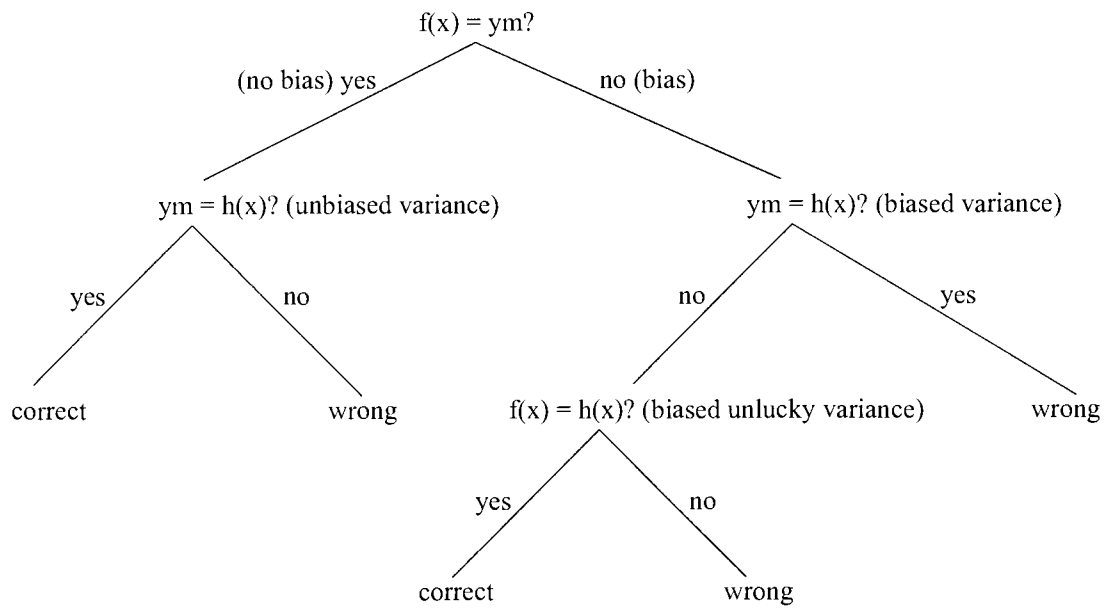 f(x) = ym?
(no bias) yes
no (bias)
ym = h(x)? (unbiased variance)
ym = h(x)? (biased variance)
yes
no
no
yes
correct
wrong
f(x) = h(x)? (biased unlucky variance)
wrong
yes
no
correct
wrong